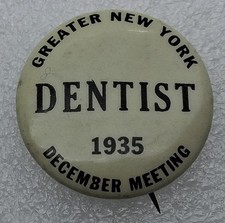 GREATER NEW YORK
DENTIST
1935
DECEMBER MEETING